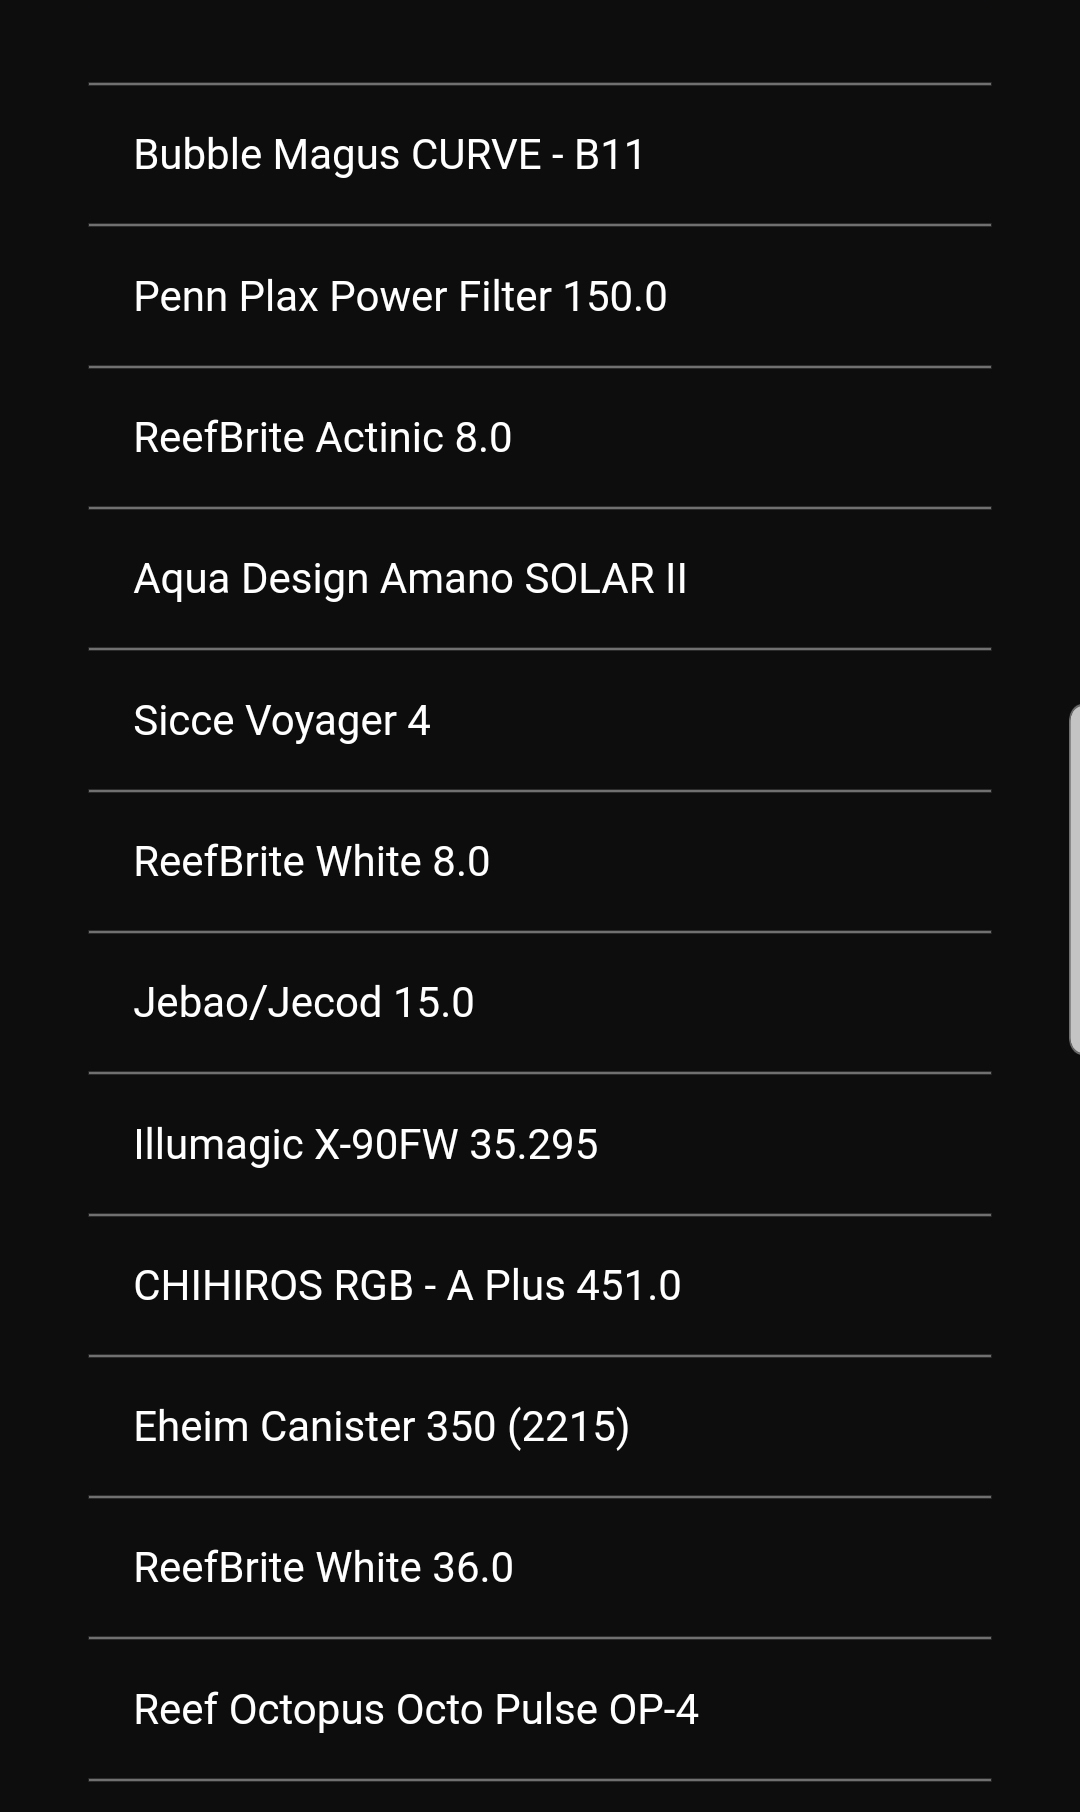 Bubble Magus CURVE - B11
Penn Plax Power Filter 150.0
ReefBrite Actinic 8.0
Aqua Design Amano SOLAR II
Sicce Voyager 4
ReefBrite White 8.0
Jebao/Jecod 15.0
Illumagic X-90FW 35.295
CHIHIROS RGB - A Plus 451.0
Eheim Canister 350 (2215)
ReefBrite White 36.0
Reef Octopus Octo Pulse OP-4